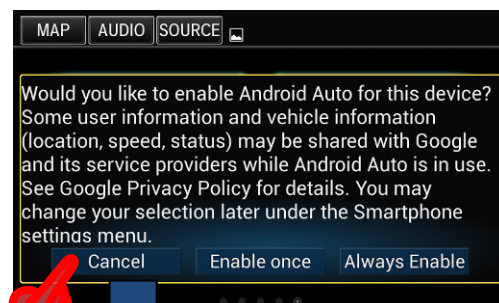 MAP AUDIO SOURCE
Would you like to enable Android Auto for this device?
Some user information and vehicle information
(location, speed, status) may be shared with Google
and its service providers while Android Auto is in use.
See Google Privacy Policy for details. You may
change your selection later under the Smartphone
settings menu.
Cancel Enable once Always Enable